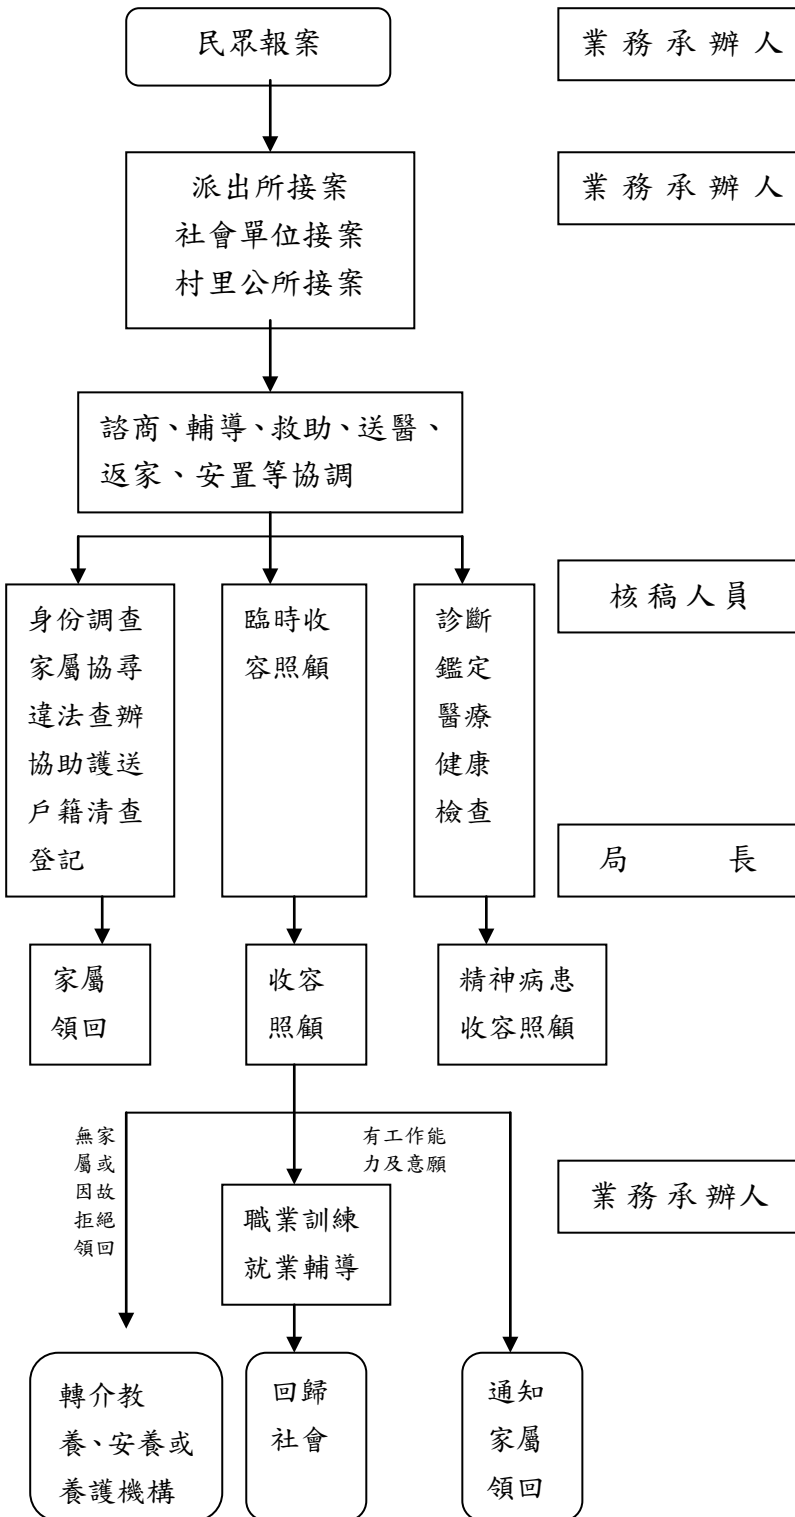 民眾報案
業務承辦人
派出所接案
社會單位接案
村里公所接案
業務承辦人
諮商、輔導、救助、送醫、
返家、安置等協調
身份調查
家屬協尋
違法查辦
協助護送
戶籍清查
登記
臨時收
容照顧
診斷
鑑定
醫療
健康
檢查
核稿人員
局長
家屬
領回
收容
照顧
精神病患
收容照顧
無家
屬或
因故
拒絕
領回
有工作能
力及意願
職業訓練
就業輔導
業務承辦人
轉介教
養、安養或
養護機構
回歸
社會
通知
家屬
領回